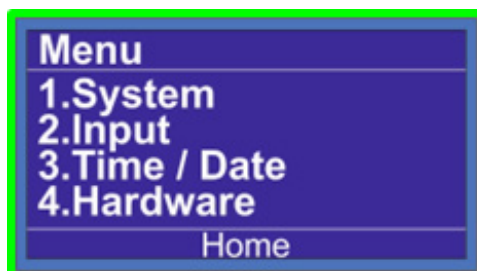 Menu
1.System
2.Input
3.Time / Date
4.Hardware
Home